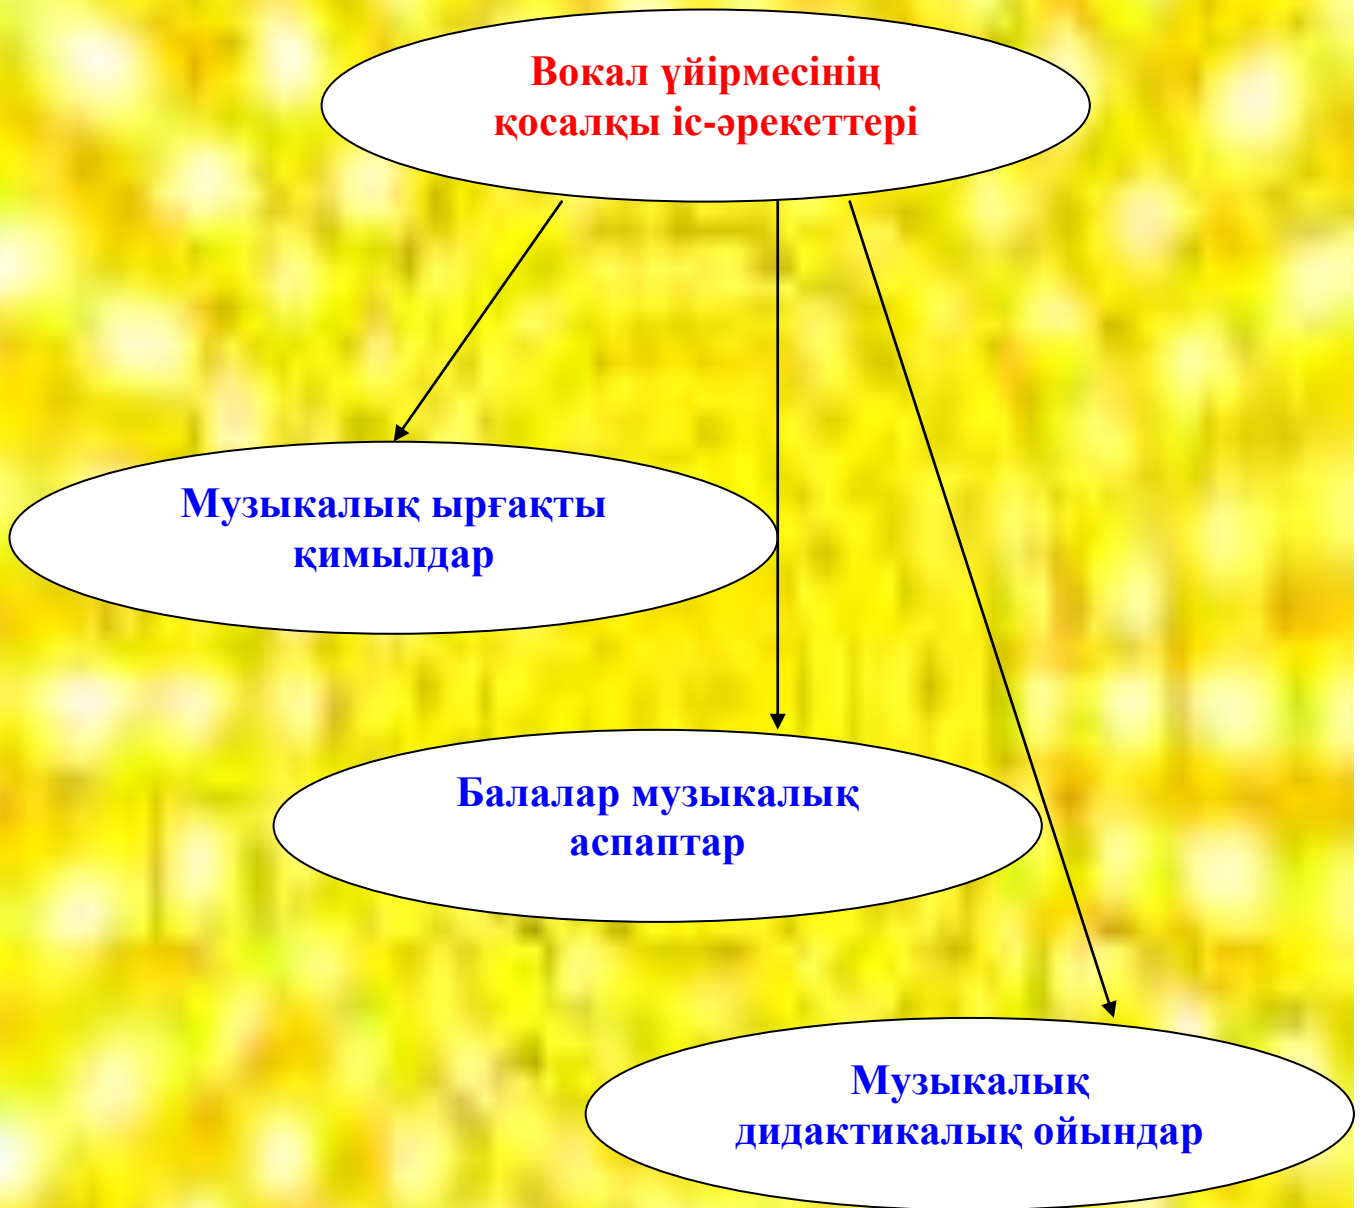 Вокал үйірмесінің
қосалқы іс-әрекеттері
Музыкалық ырғақты
қимылдар
Балалар музыкалық
аспаптар
Музыкалық
дидактикалық ойындар